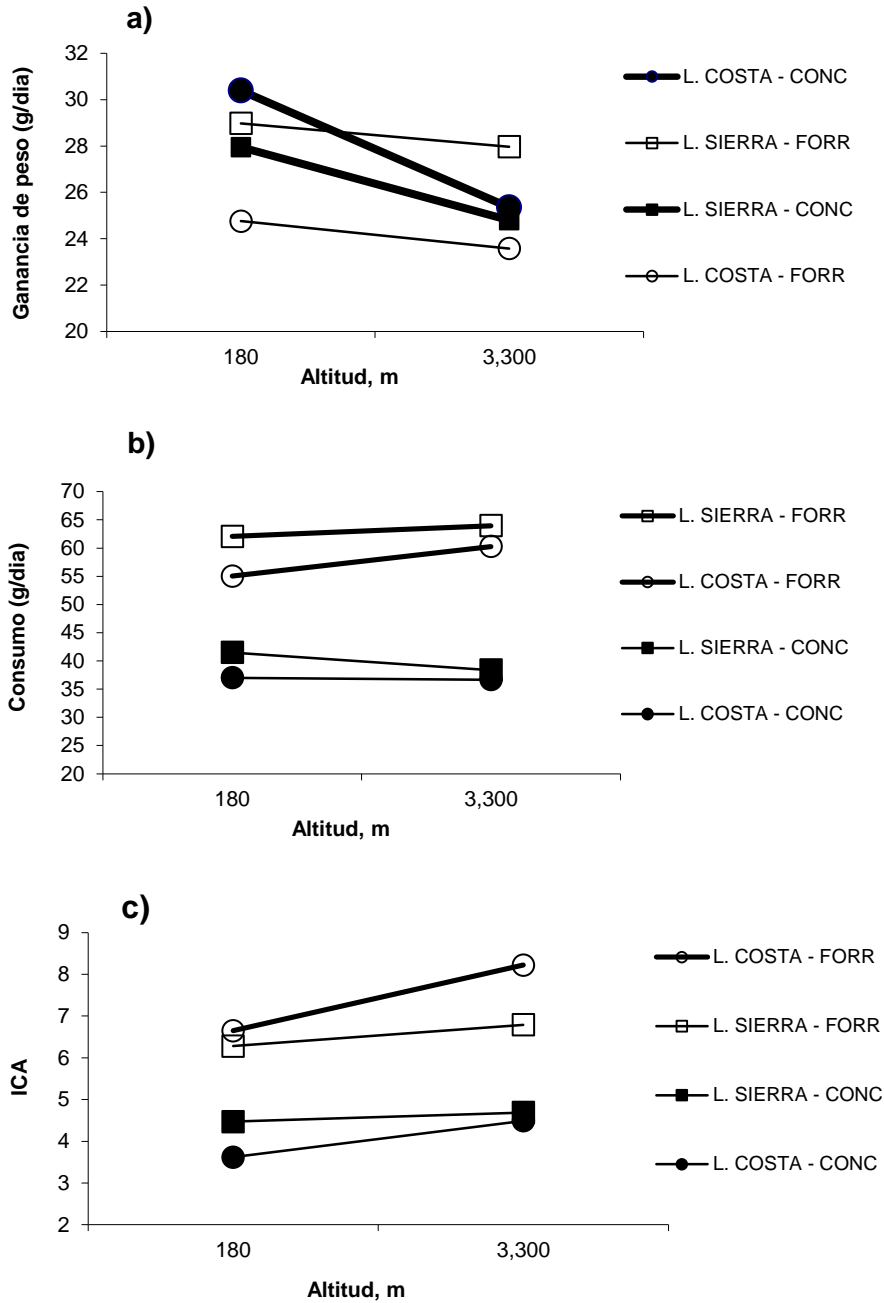 a)
Ganancia de peso (g/dia)
32
30
28
26
24
22
20
180
3,300
Altitud, m
L. COSTA - CONC
L. SIERRA - FORR
L. SIERRA - CONC
L. COSTA - FORR
b)
Consumo (g/dia)
70
65
60
55
50
45
40
35
30
25
20
180
3,300
Altitud, m
L. SIERRA - FORR
L. COSTA - FORR
L. SIERRA - CONC
L. COSTA - CONC
c)
ICA
9
8
7
6
5
4
3
2
180
3,300
Altitud, m
L. COSTA - FORR
L. SIERRA - FORR
L. SIERRA - CONC
L. COSTA - CONC